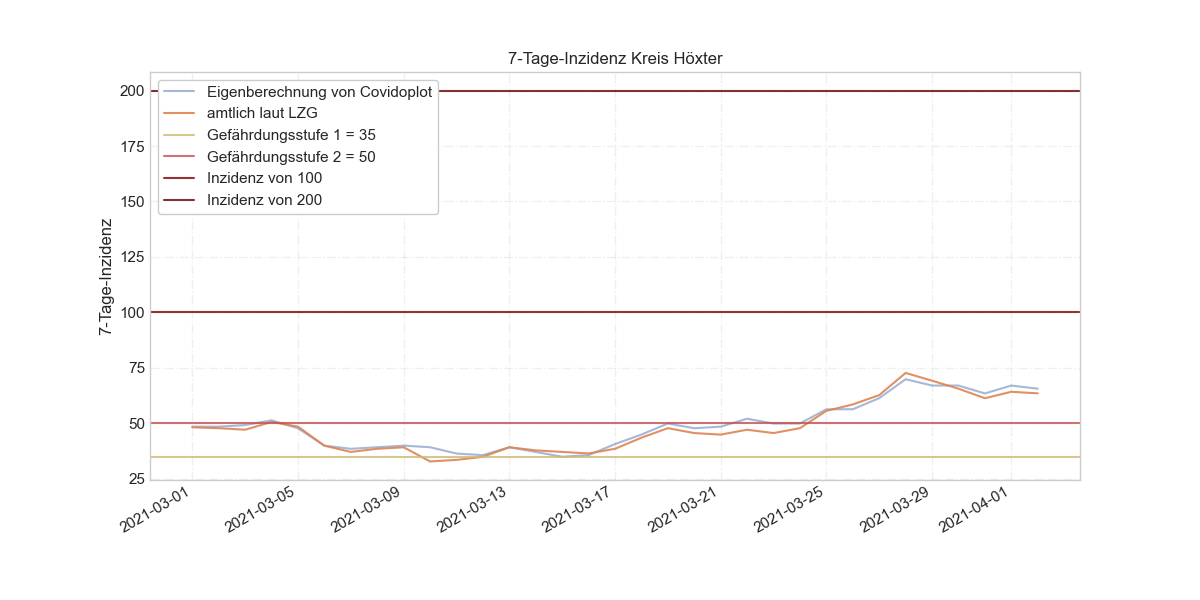 7-Tage-Inzidenz Kreis Höxter
Eigenberechnung von Covidoplot
amtlich laut LZG
Gefährdungsstufe 1 = 35
Gefährdungsstufe 2 = 50
Inzidenz von 100
Inzidenz von 200
7-Tage-Inzidenz
200
175
150
125
100
75
50
25
2021-03-01
2021-03-05
2021-03-09
2021-03-13
2021-03-17
2021-03-21
2021-03-25
2021-03-29
2021-04-01